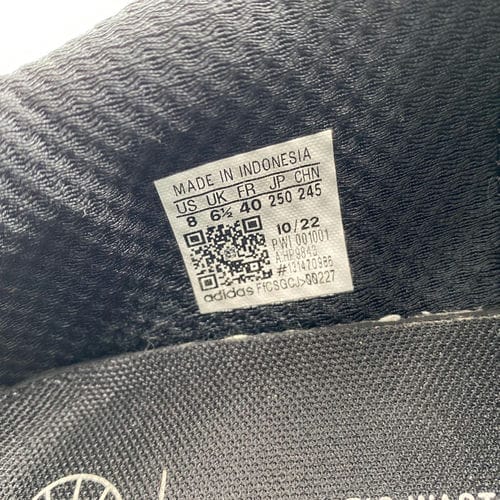 MADE IN INDONESIA
US UK FR JP CHN
8 6½ 40 250 245
10/22
PWI 001001
#131470986
adidas